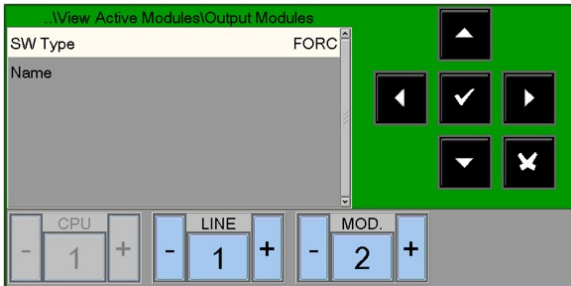 ..\View Active Modules\Output Modules
SW Type FORC
Name
CPU LINE MOD.
- 1 + - 1 + - 2 +